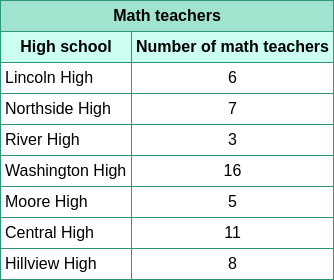 Math teachers
High school Number of math teachers
Lincoln High 6
Northside High 7
River High 3
Washington High 16
Moore High 5
Central High 11
Hillview High 8